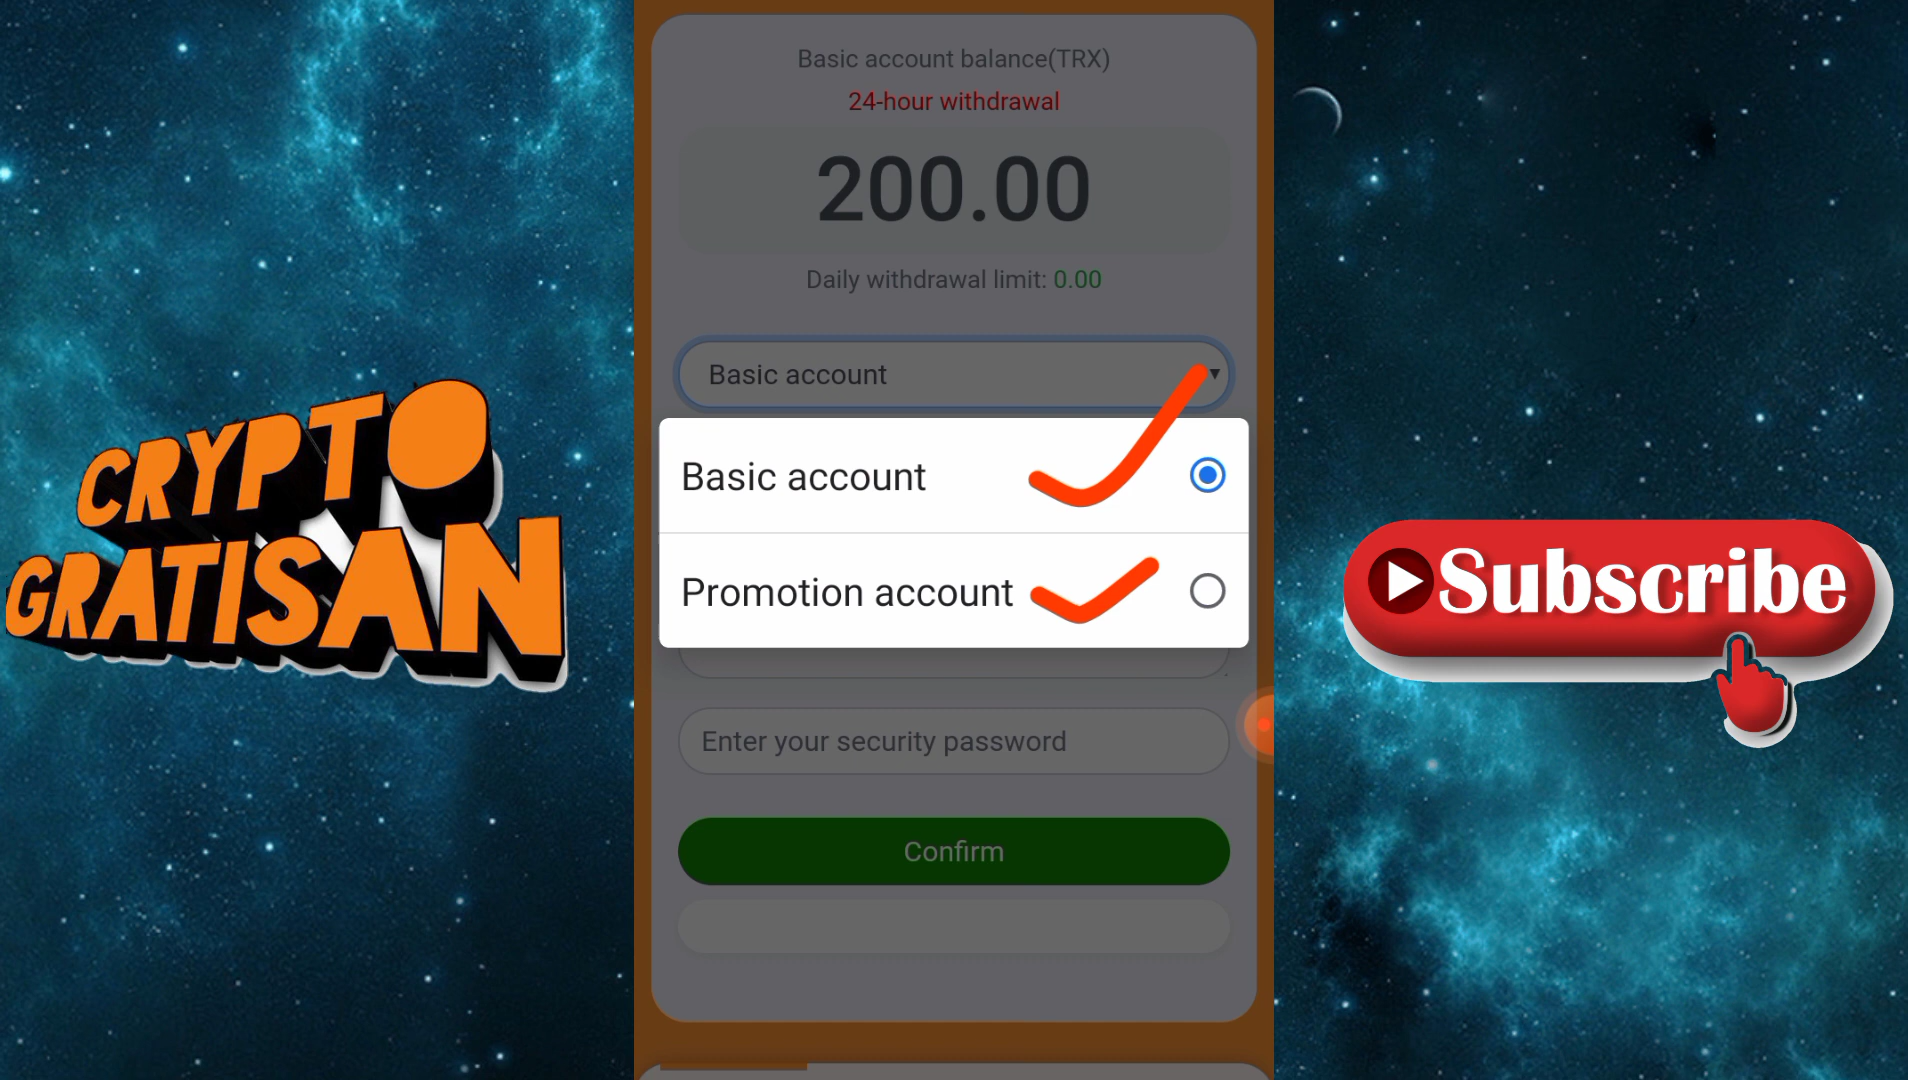 CRYPTO
GRATISAN
Basic account balance(TRX)
24-hour withdrawal
200.00
Daily withdrawal limit: 0.00
Basic account
Basic account
Promotion account
Enter your security password
Confirm
Subscribe